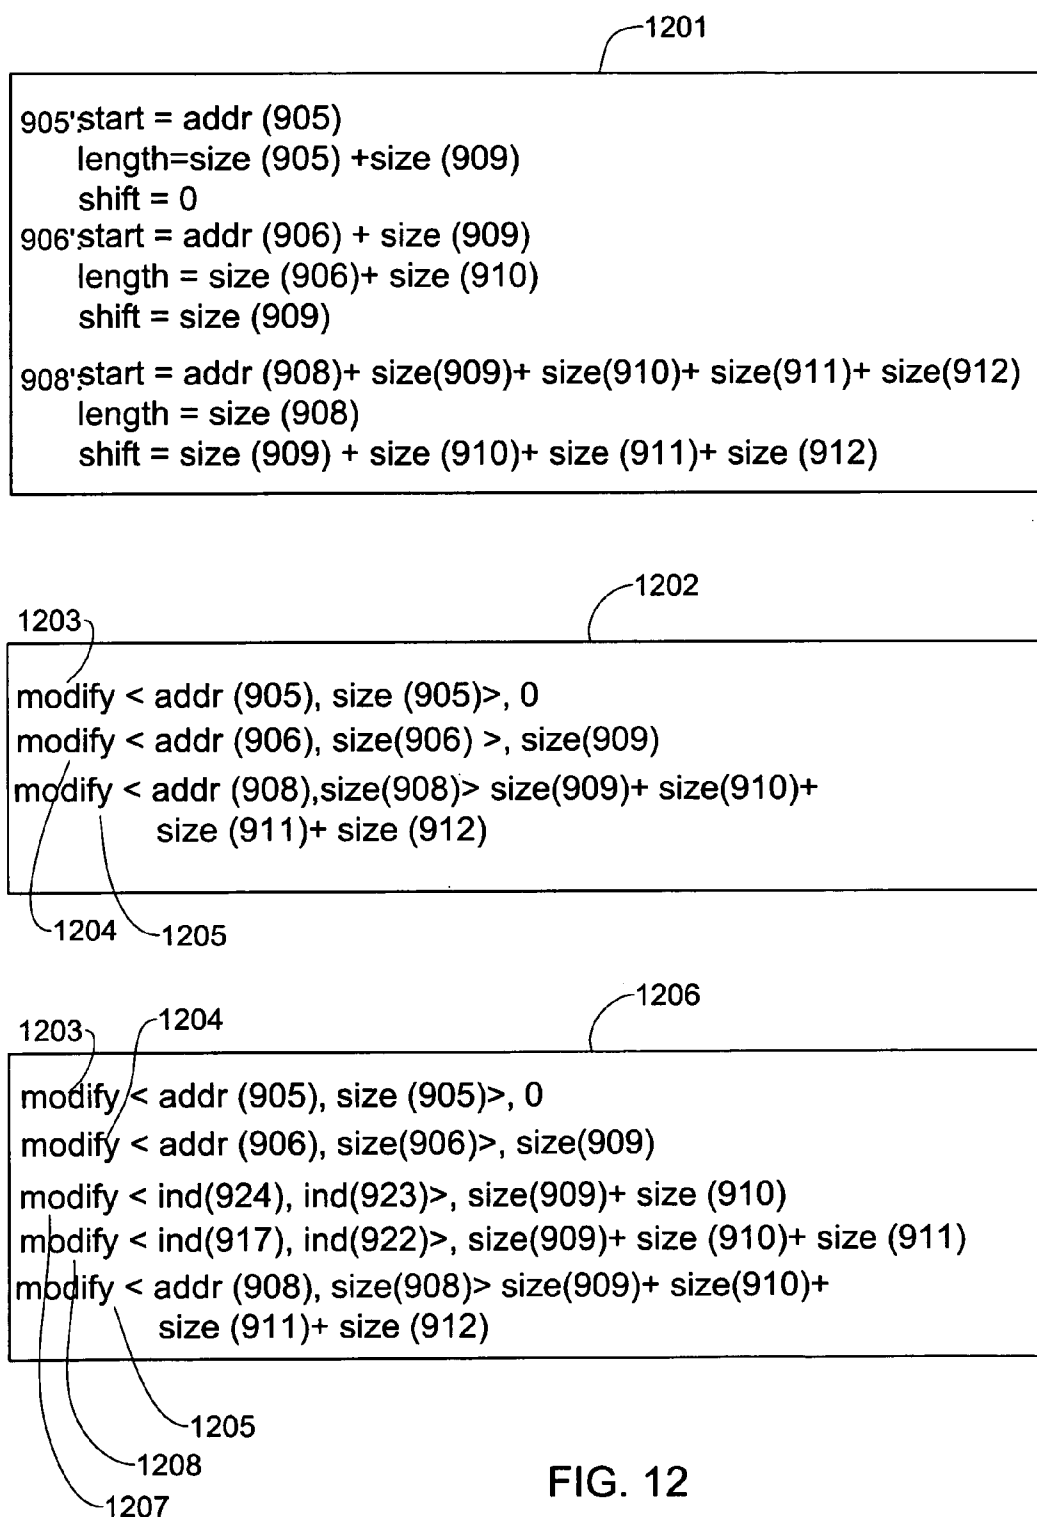 1201
905': start = addr (905)
length=size (905) +size (909)
shift = 0
906': start = addr (906) + size (909)
length = size (906)+ size (910)
shift = size (909)
908': start = addr (908)+ size(909)+ size(910)+ size(911)+ size(912)
length = size (908)
shift = size (909) + size (910)+ size (911)+ size (912)
1202
1203
modify < addr (905), size (905)>, 0
modify < addr (906), size(906) >, size(909)
modify < addr (908),size(908)> size(909)+ size(910)+
size (911)+ size (912)
1204 1205
1206
1203 1204
modify < addr (905), size (905)>, 0
modify < addr (906), size(906)>, size(909)
modify < ind(924), ind(923)>, size(909)+ size (910)
modify < ind(917), ind(922)>, size(909)+ size (910)+ size (911)
modify < addr (908), size(908)> size(909)+ size(910)+
size (911)+ size (912)
1205
1208
1207
FIG. 12